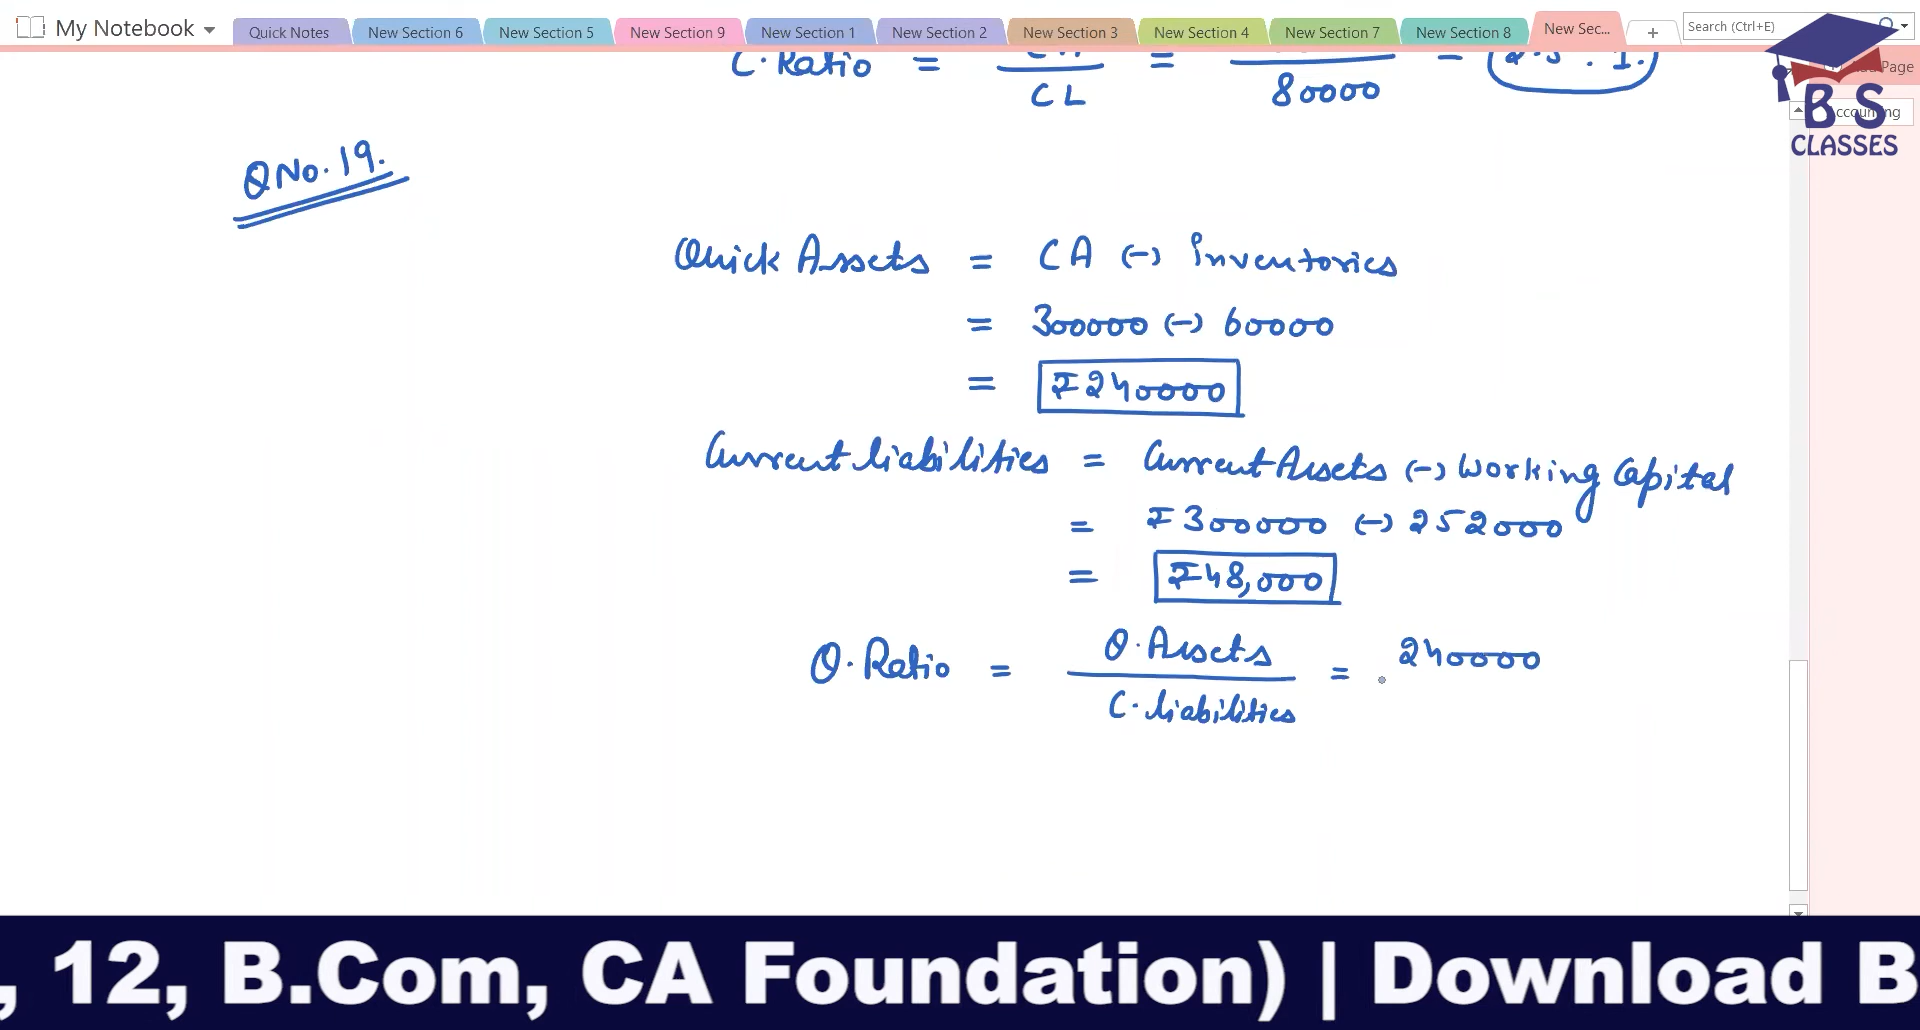 My Notebook
Quick Notes
New Section 6
New Section 5
New Section 9
New Section 1
New Section 2
New Section 3
New Section 4
New Section 7
New Section 8
New Sec...
+
Search (Ctrl+E)
Page
B S
CLASSES
C. Ratio = CL = 80000 =
QNo. 19.
Quick Assets = CA (-) Inventories
= 300000 (-) 60000
= ₹240000
Current liabilities = Current Assets (-) Working Capital
= ₹300000 (-) 252000
= ₹48,000
Q. Ratio = Q. Assets / C. liabilities = 240000
, 12, B.Com, CA Foundation) | Download B